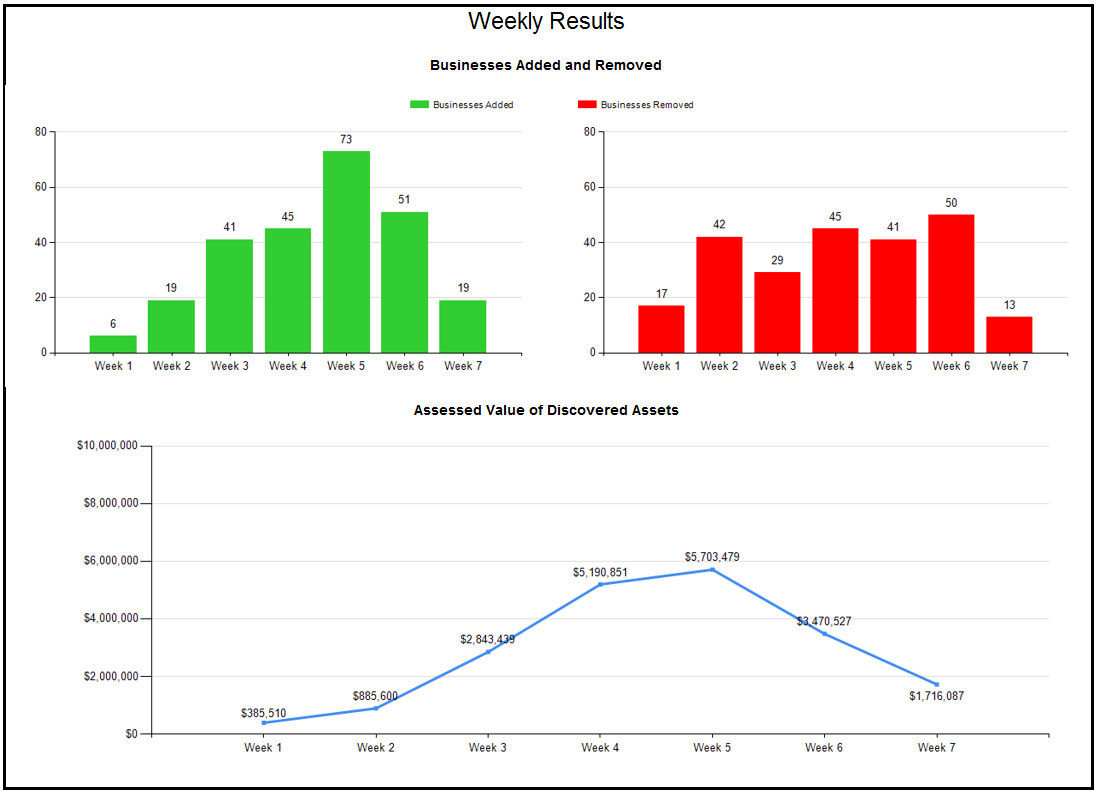 Weekly Results
Businesses Added and Removed
Businesses Added Businesses Removed
80
60
40
20
0
6 19 41 45 73 51 19
Week 1 Week 2 Week 3 Week 4 Week 5 Week 6 Week 7
80
60
40
20
0
17 42 29 45 41 50 13
Week 1 Week 2 Week 3 Week 4 Week 5 Week 6 Week 7
Assessed Value of Discovered Assets
$10,000,000
$8,000,000
$6,000,000
$4,000,000
$2,000,000
$0
$385,510 $885,600 $2,843,439 $5,190,851 $5,703,479 $3,470,527 $1,716,087
Week 1 Week 2 Week 3 Week 4 Week 5 Week 6 Week 7